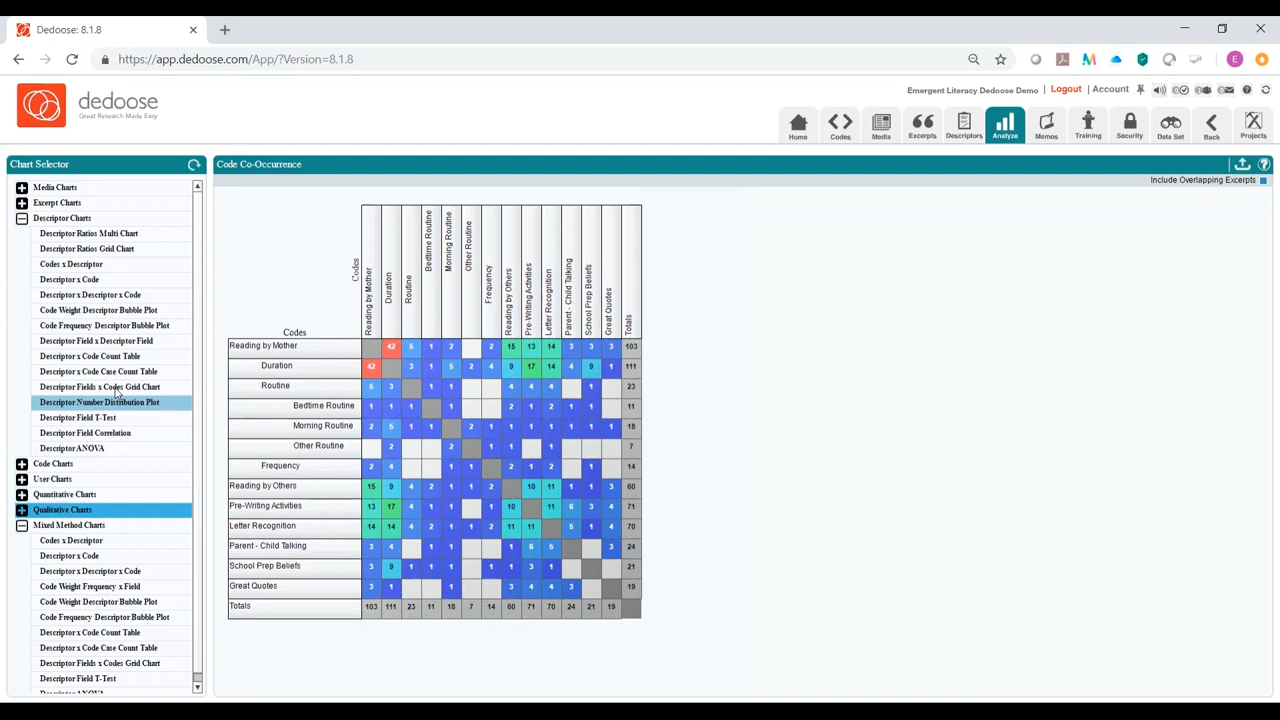 Dedoose: 8.1.8
https://app.dedoose.com/App/?Version=8.1.8
E
dedoose
Great Research Made Easy
Emergent Literacy Dedoose Demo | Logout | Account
Home Codes Media Excerpts Descriptors Analyze Memos Training Security Data Set Back Projects
Chart Selector
Code Co-Occurrence
Include Overlapping Excerpts
Media Charts
Excerpt Charts
Descriptor Charts
Descriptor Ratios Multi Chart
Descriptor Ratios Grid Chart
Codes x Descriptor
Descriptor x Code
Descriptor x Descriptor x Code
Code Weight Descriptor Bubble Plot
Code Frequency Descriptor Bubble Plot
Descriptor Field x Descriptor Field
Descriptor x Code Count Table
Descriptor x Code Case Count Table
Descriptor Fields x Codes Grid Chart
Descriptor Number Distribution Plot
Descriptor Field T-Test
Descriptor Field Correlation
Descriptor ANOVA
Code Charts
User Charts
Quantitative Charts
Qualitative Charts
Mixed Method Charts
Codes x Descriptor
Descriptor x Code
Descriptor x Descriptor x Code
Code Weight Frequency x Field
Code Weight Descriptor Bubble Plot
Code Frequency Descriptor Bubble Plot
Descriptor x Code Count Table
Descriptor x Code Case Count Table
Descriptor Fields x Codes Grid Chart
Descriptor Field T-Test
Descriptor ANOVA
Codes
Reading by Mother Duration Routine Bedtime Routine Morning Routine Other Routine Frequency Reading by Others Pre-Writing Activities Letter Recognition Parent - Child Talking School Prep Beliefs Great Quotes Totals
Codes
Reading by Mother 42 5 1 2 2 15 13 14 3 3 3 103
Duration 42 3 1 5 2 4 9 17 14 4 9 1 111
Routine 5 3 1 1 4 4 4 1 23
Bedtime Routine 1 1 1 1 2 1 2 1 1 11
Morning Routine 2 5 1 1 2 1 1 1 1 1 1 1 18
Other Routine 2 2 1 1 1 7
Frequency 2 4 1 1 2 1 2 1 14
Reading by Others 15 9 4 2 1 1 2 10 11 1 1 3 60
Pre-Writing Activities 13 17 4 1 1 1 10 11 6 3 4 71
Letter Recognition 14 14 4 2 1 1 2 11 11 5 1 4 70
Parent - Child Talking 3 4 1 1 1 6 5 3 24
School Prep Beliefs 3 9 1 1 1 1 1 3 1 21
Great Quotes 3 1 1 3 4 4 3 19
Totals 103 111 23 11 18 7 14 60 71 70 24 21 19